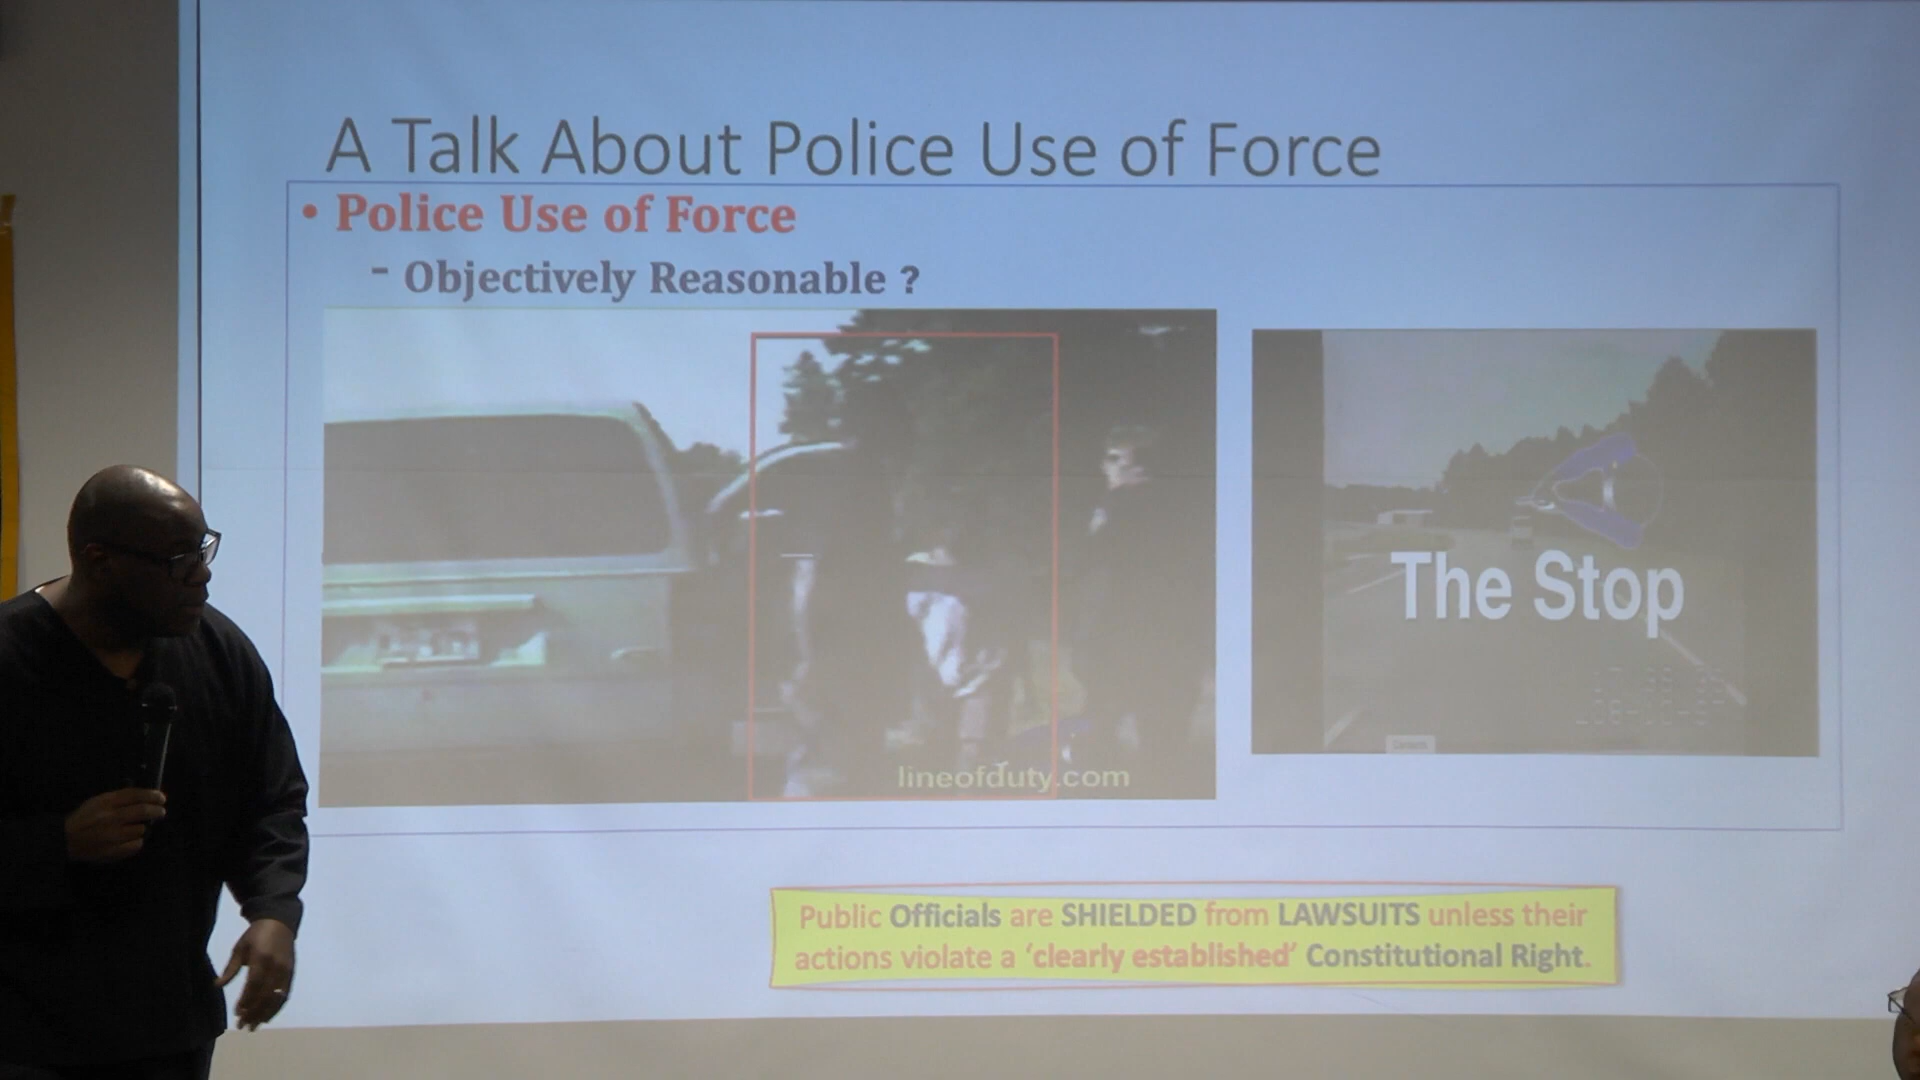 A Talk About Police Use of Force
• Police Use of Force
- Objectively Reasonable ?
The Stop
lineofduty.com
Public Officials are SHIELDED from LAWSUITS unless their
actions violate a ‘clearly established’ Constitutional Right.